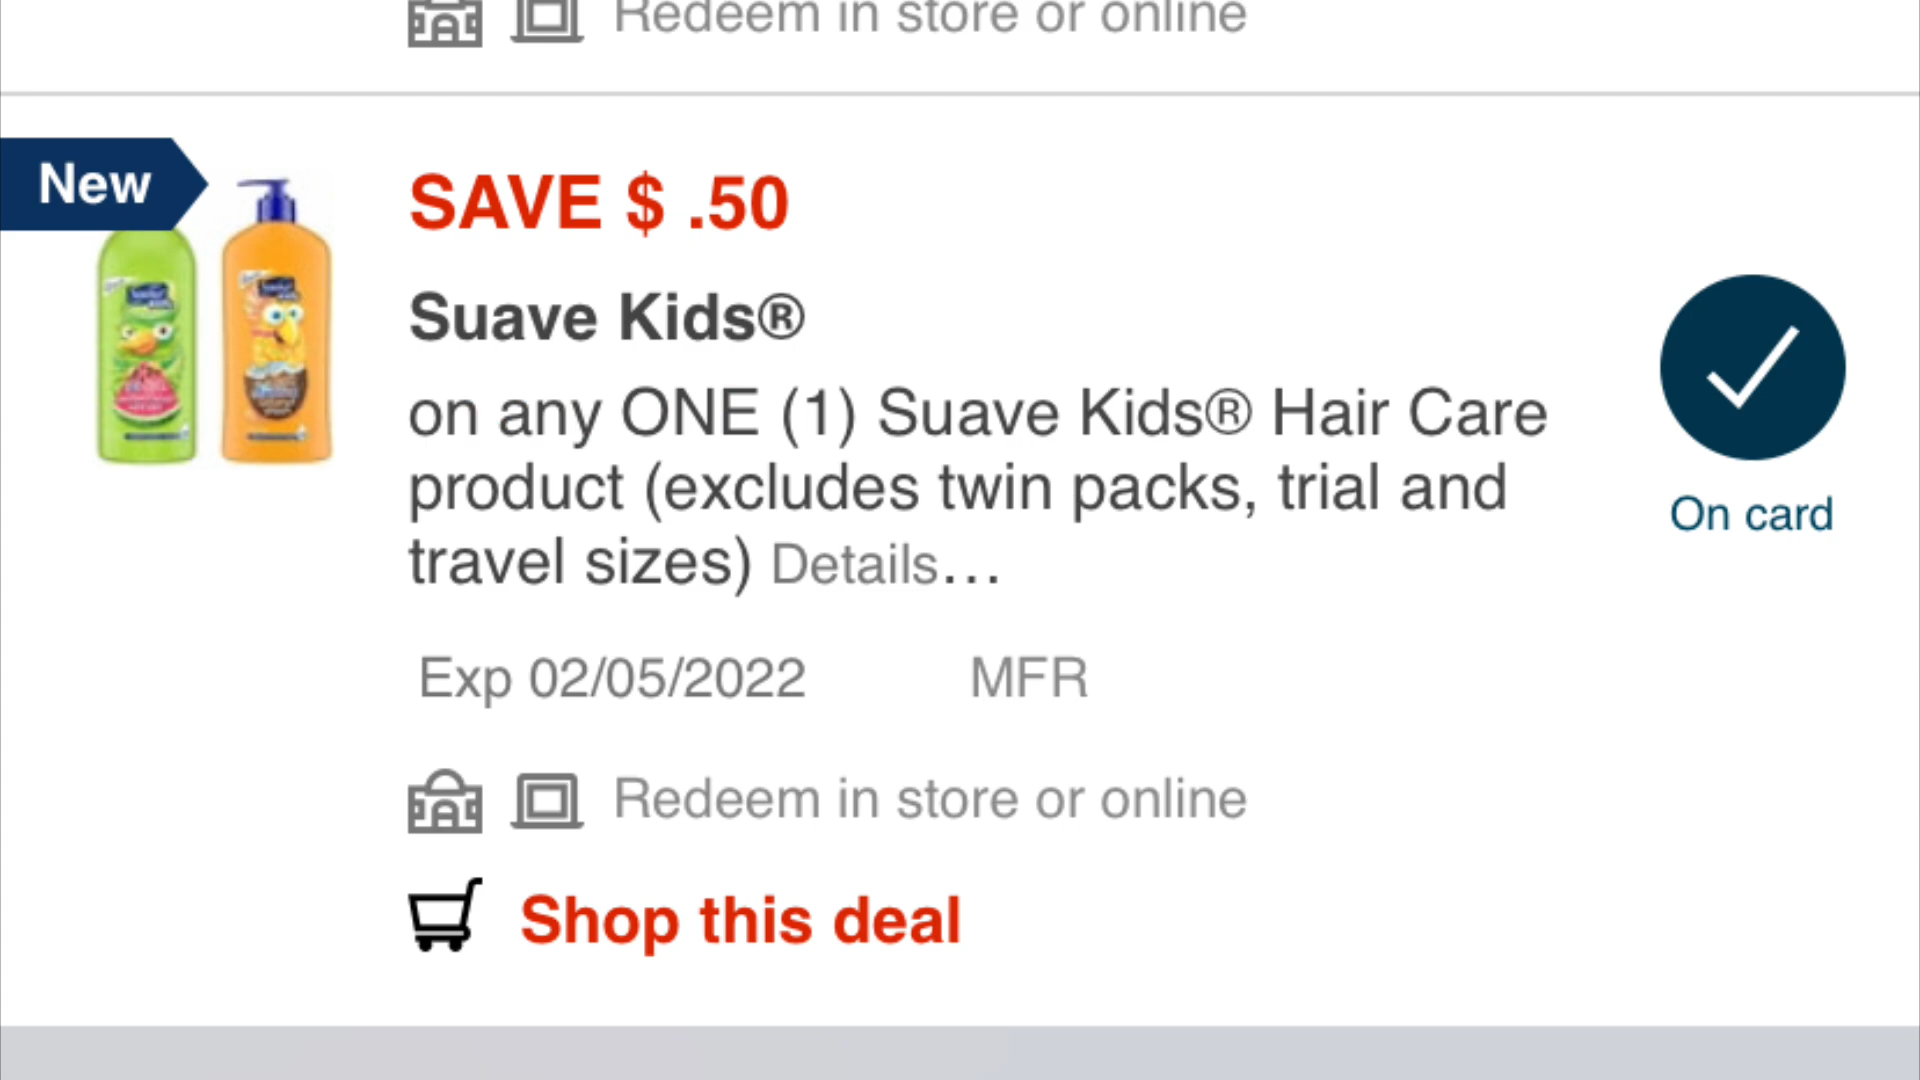 Redeem in store or online
New
SAVE $ .50
Suave Kids®
on any ONE (1) Suave Kids® Hair Care
product (excludes twin packs, trial and
travel sizes) Details...
Exp 02/05/2022 MFR
Redeem in store or online
Shop this deal
On card